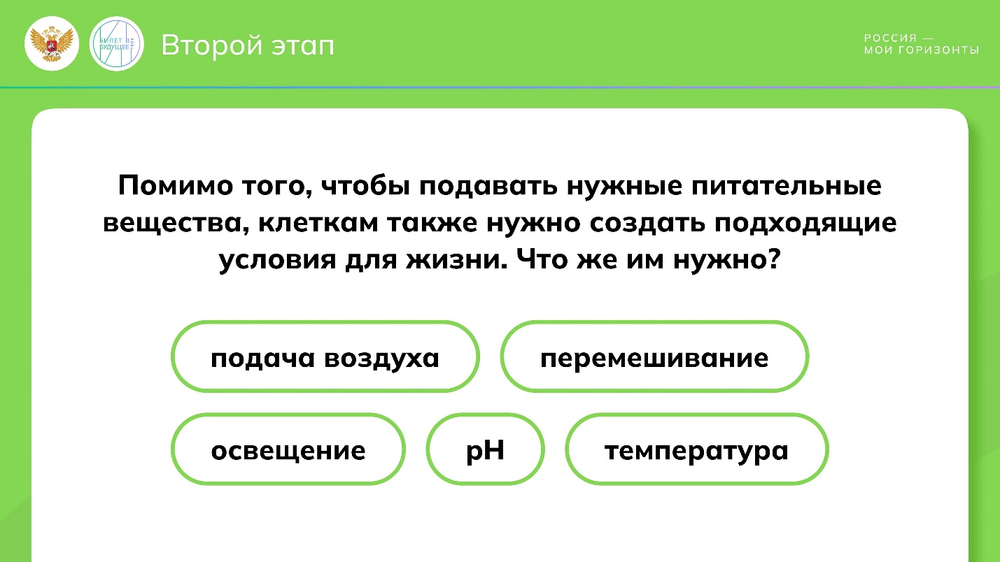 БИЛЕТ В
БУДУЩЕЕ
ТВОЕ
Второй этап
РОССИЯ —
МОИ ГОРИЗОНТЫ
Помимо того, чтобы подавать нужные питательные
вещества, клеткам также нужно создать подходящие
условия для жизни. Что же им нужно?
подача воздуха
перемешивание
освещение
pH
температура